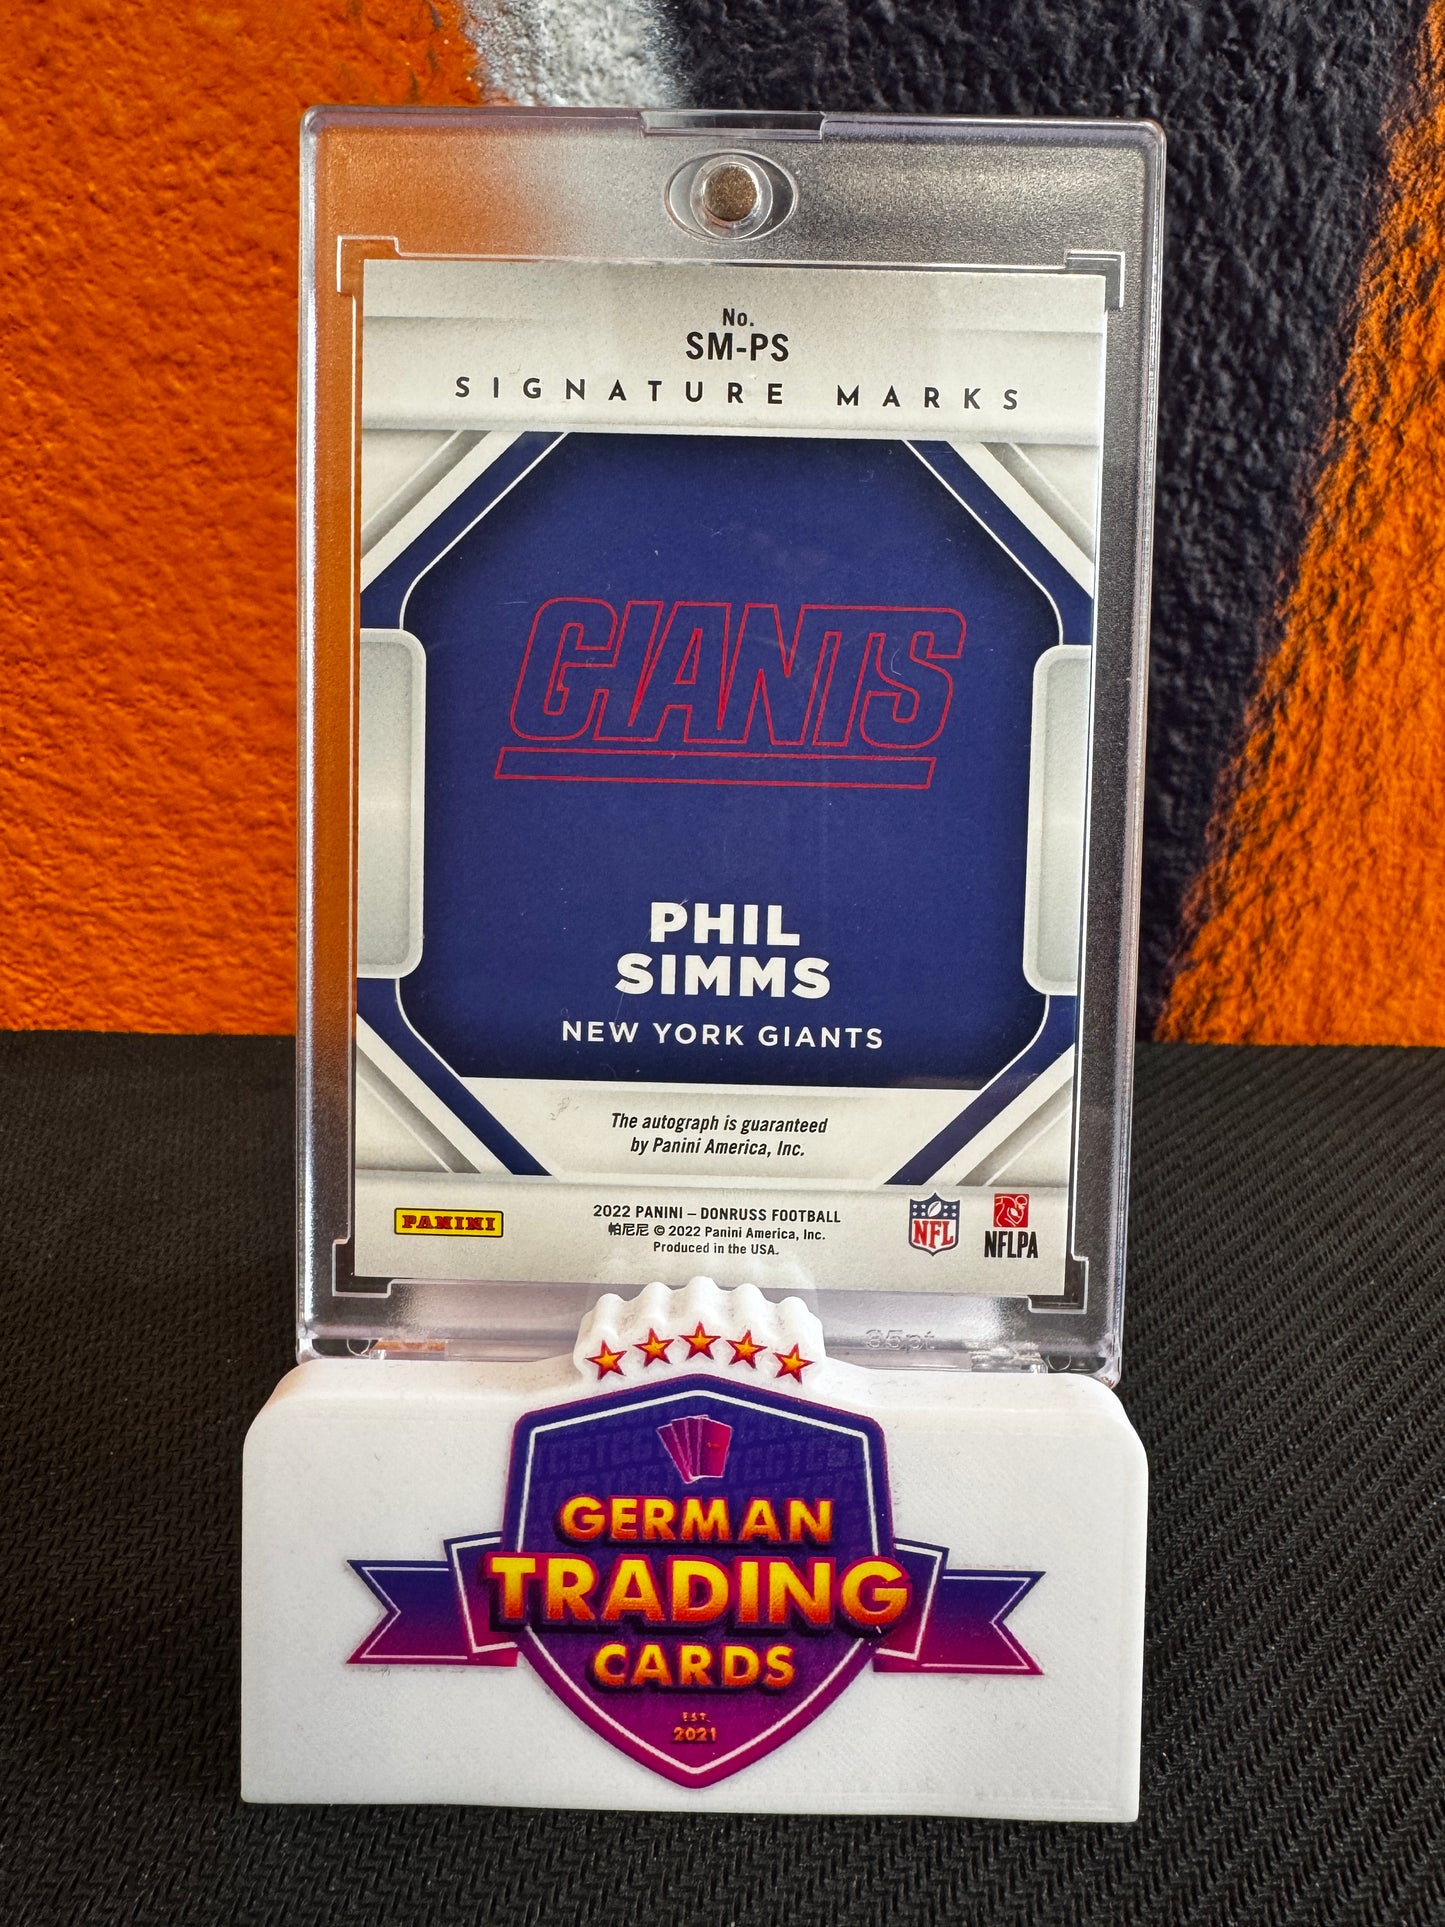 No.
SM-PS
SIGNATURE MARKS
GIANTS
PHIL
SIMMS
NEW YORK GIANTS
The autograph is guaranteed
by Panini America, Inc.
PANINI
2022 PANINI – DONRUSS FOOTBALL
帕尼尼 © 2022 Panini America, Inc.
Produced in the USA.
NFL
NFLPA
35pt
GERMAN
TRADING
CARDS
EST.
2021